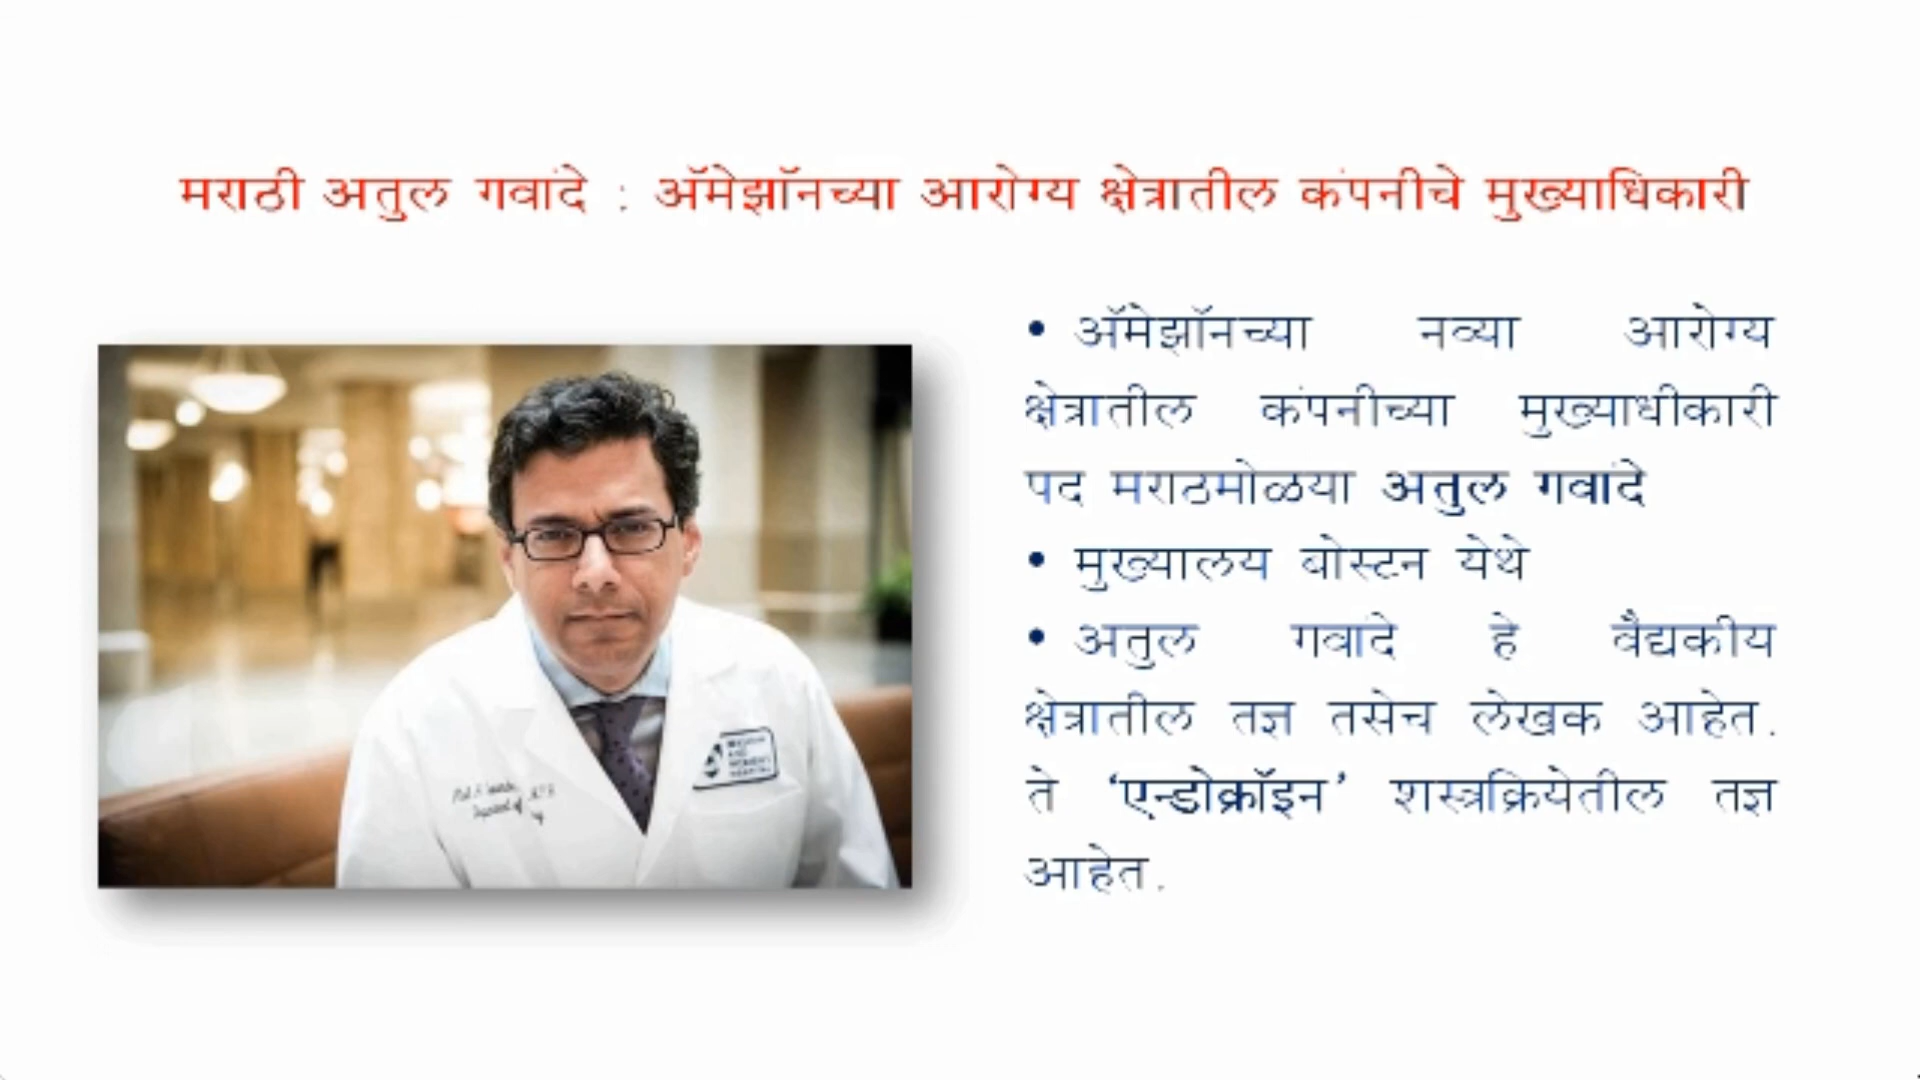 मराठी अतुल गवांदे : ॲमेझॉनच्या आरोग्य क्षेत्रातील कंपनीचे मुख्याधिकारी
• ॲमेझॉनच्या नव्या आरोग्य
क्षेत्रातील कंपनीच्या मुख्याधीकारी
पद मराठमोळया अतुल गवांदे
• मुख्यालय बोस्टन येथे
• अतुल गवांदे हे वैद्यकीय
क्षेत्रातील तज्ञ तसेच लेखक आहेत.
ते ‘एन्डोक्रॉइन’ शस्त्रक्रियेतील तज्ञ
आहेत.